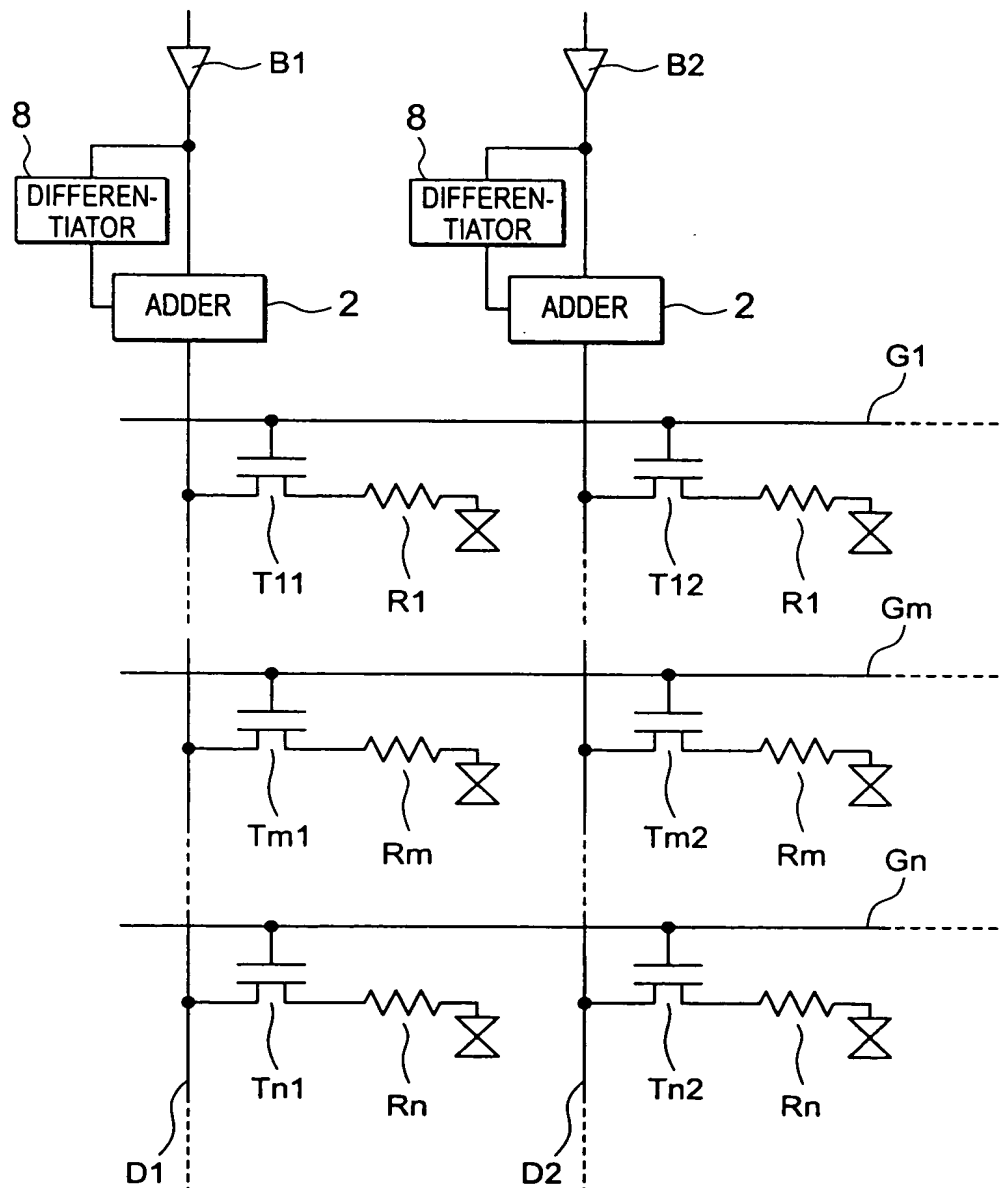 B1
B2
8
8
DIFFEREN-
TIATOR
DIFFEREN-
TIATOR
ADDER
2
ADDER
2
G1
T11
R1
T12
R1
Gm
Tm1
Rm
Tm2
Rm
Gn
Tn1
Rn
Tn2
Rn
D1
D2